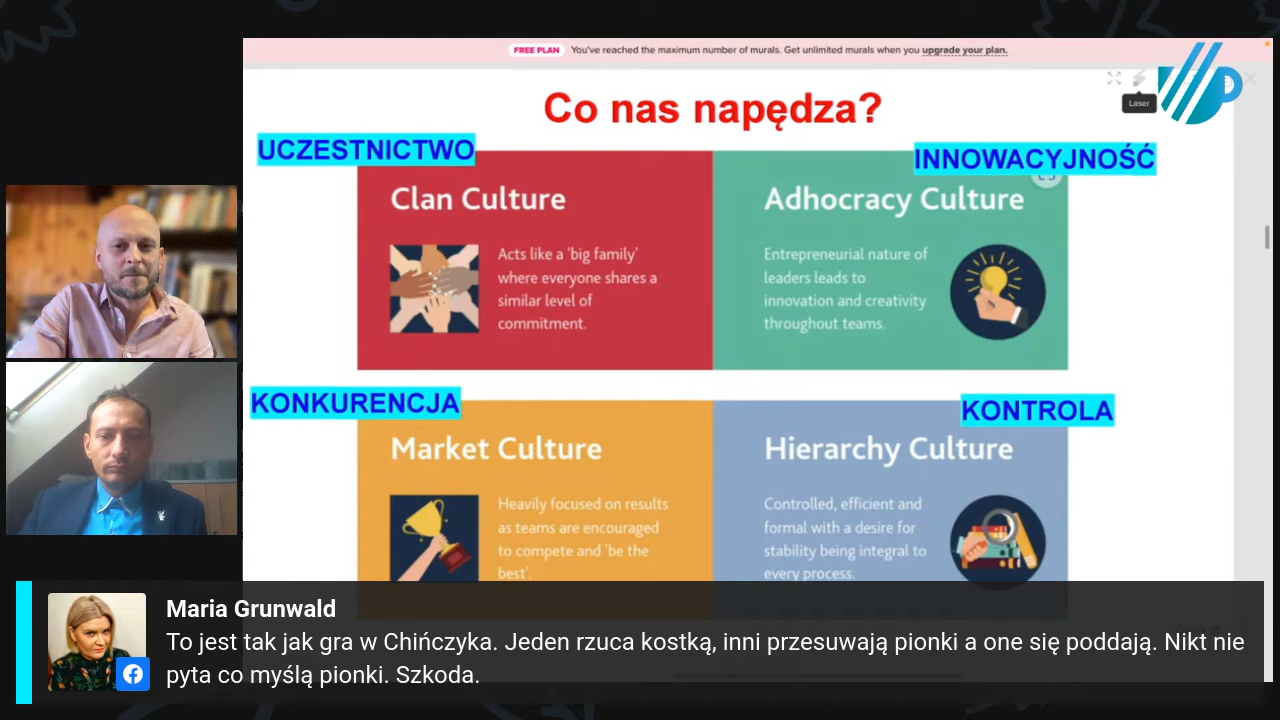 FREE PLAN You've reached the maximum number of murals. Get unlimited murals when you upgrade your plan.
Laser
Co nas napędza?
UCZESTNICTWO
INNOWACYJNOŚĆ
Clan Culture
Acts like a 'big family'
where everyone shares a
similar level of
commitment.
Adhocracy Culture
Entrepreneurial nature of
leaders leads to
innovation and creativity
throughout teams.
KONKURENCJA
KONTROLA
Market Culture
Heavily focused on results
as teams are encouraged
to compete and 'be the
best'.
Hierarchy Culture
Controlled, efficient and
formal with a desire for
stability being integral to
every process.
Maria Grunwald
To jest tak jak gra w Chińczyka. Jeden rzuca kostką, inni przesuwają pionki a one się poddają. Nikt nie
pyta co myślą pionki. Szkoda.